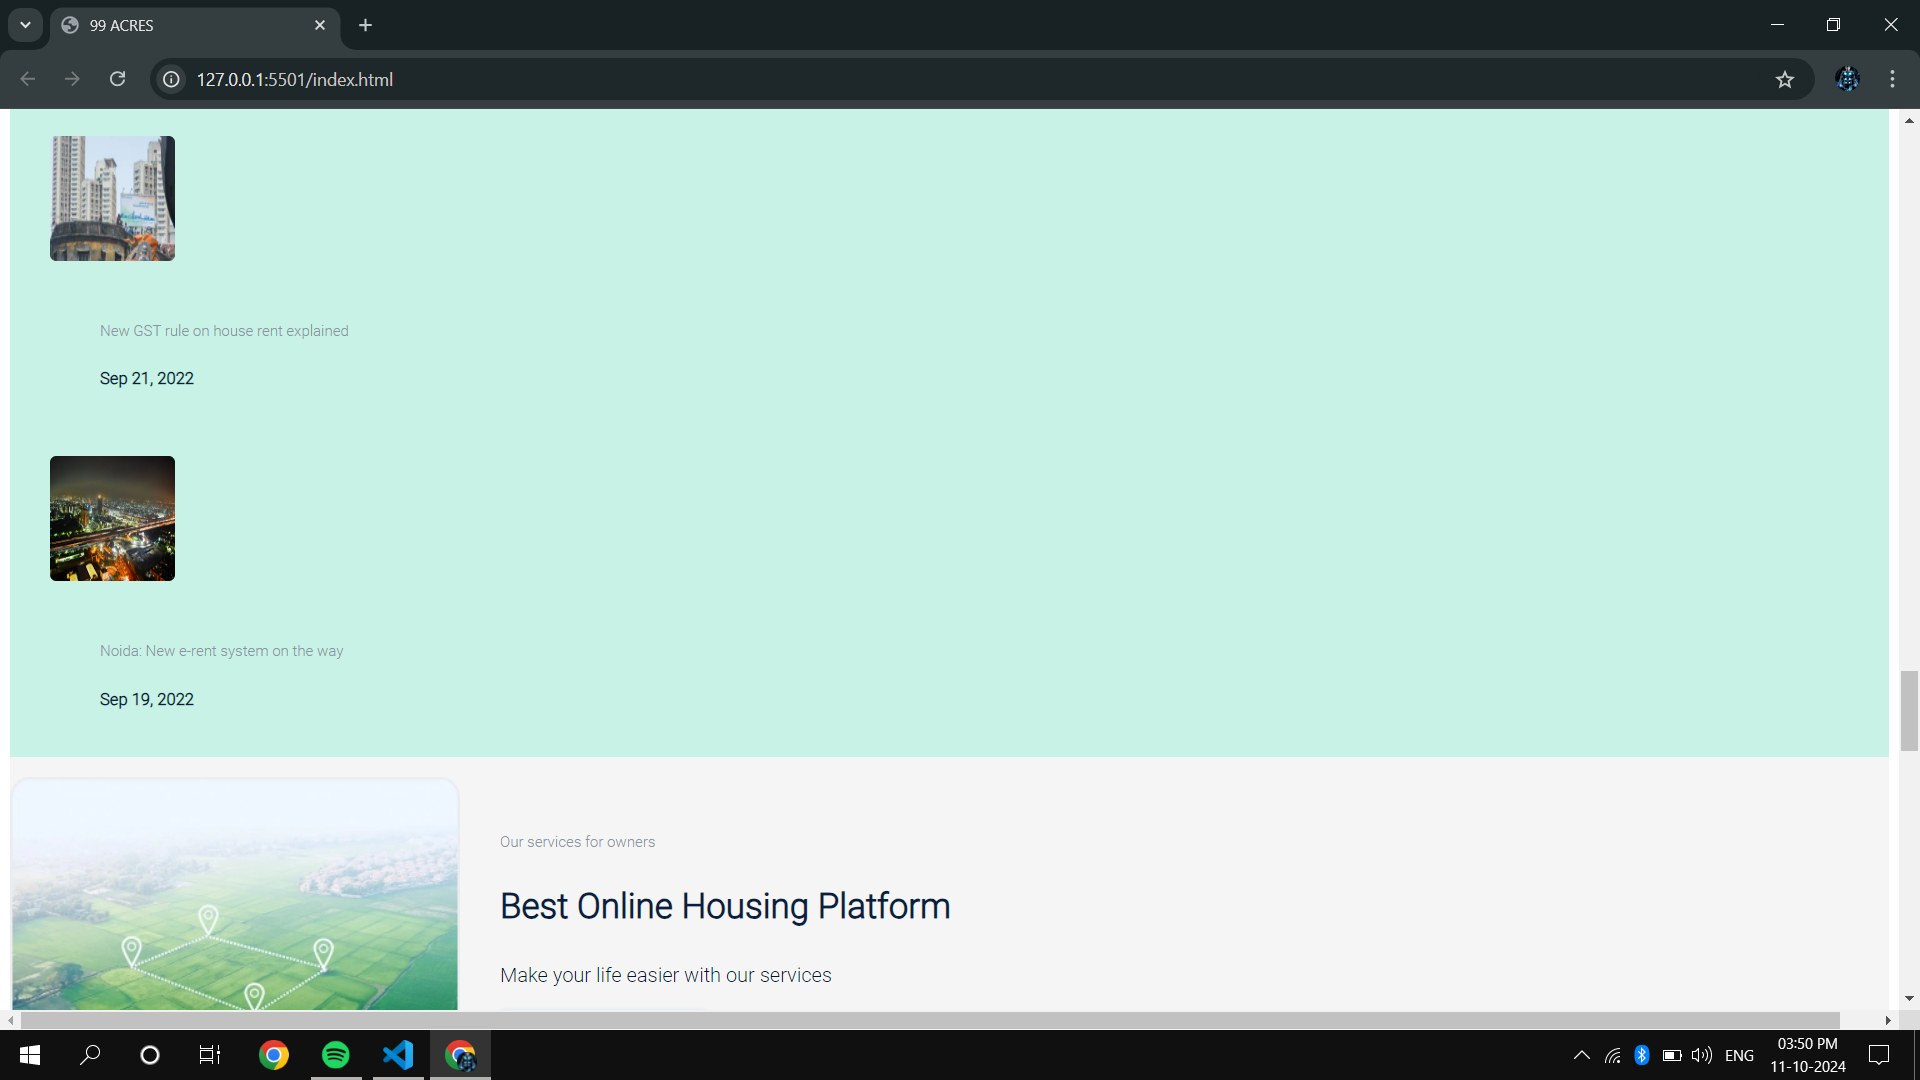 99 ACRES
127.0.0.1:5501/index.html
New GST rule on house rent explained
Sep 21, 2022
Noida: New e-rent system on the way
Sep 19, 2022
Our services for owners
Best Online Housing Platform
Make your life easier with our services
ENG
03:50 PM
11-10-2024